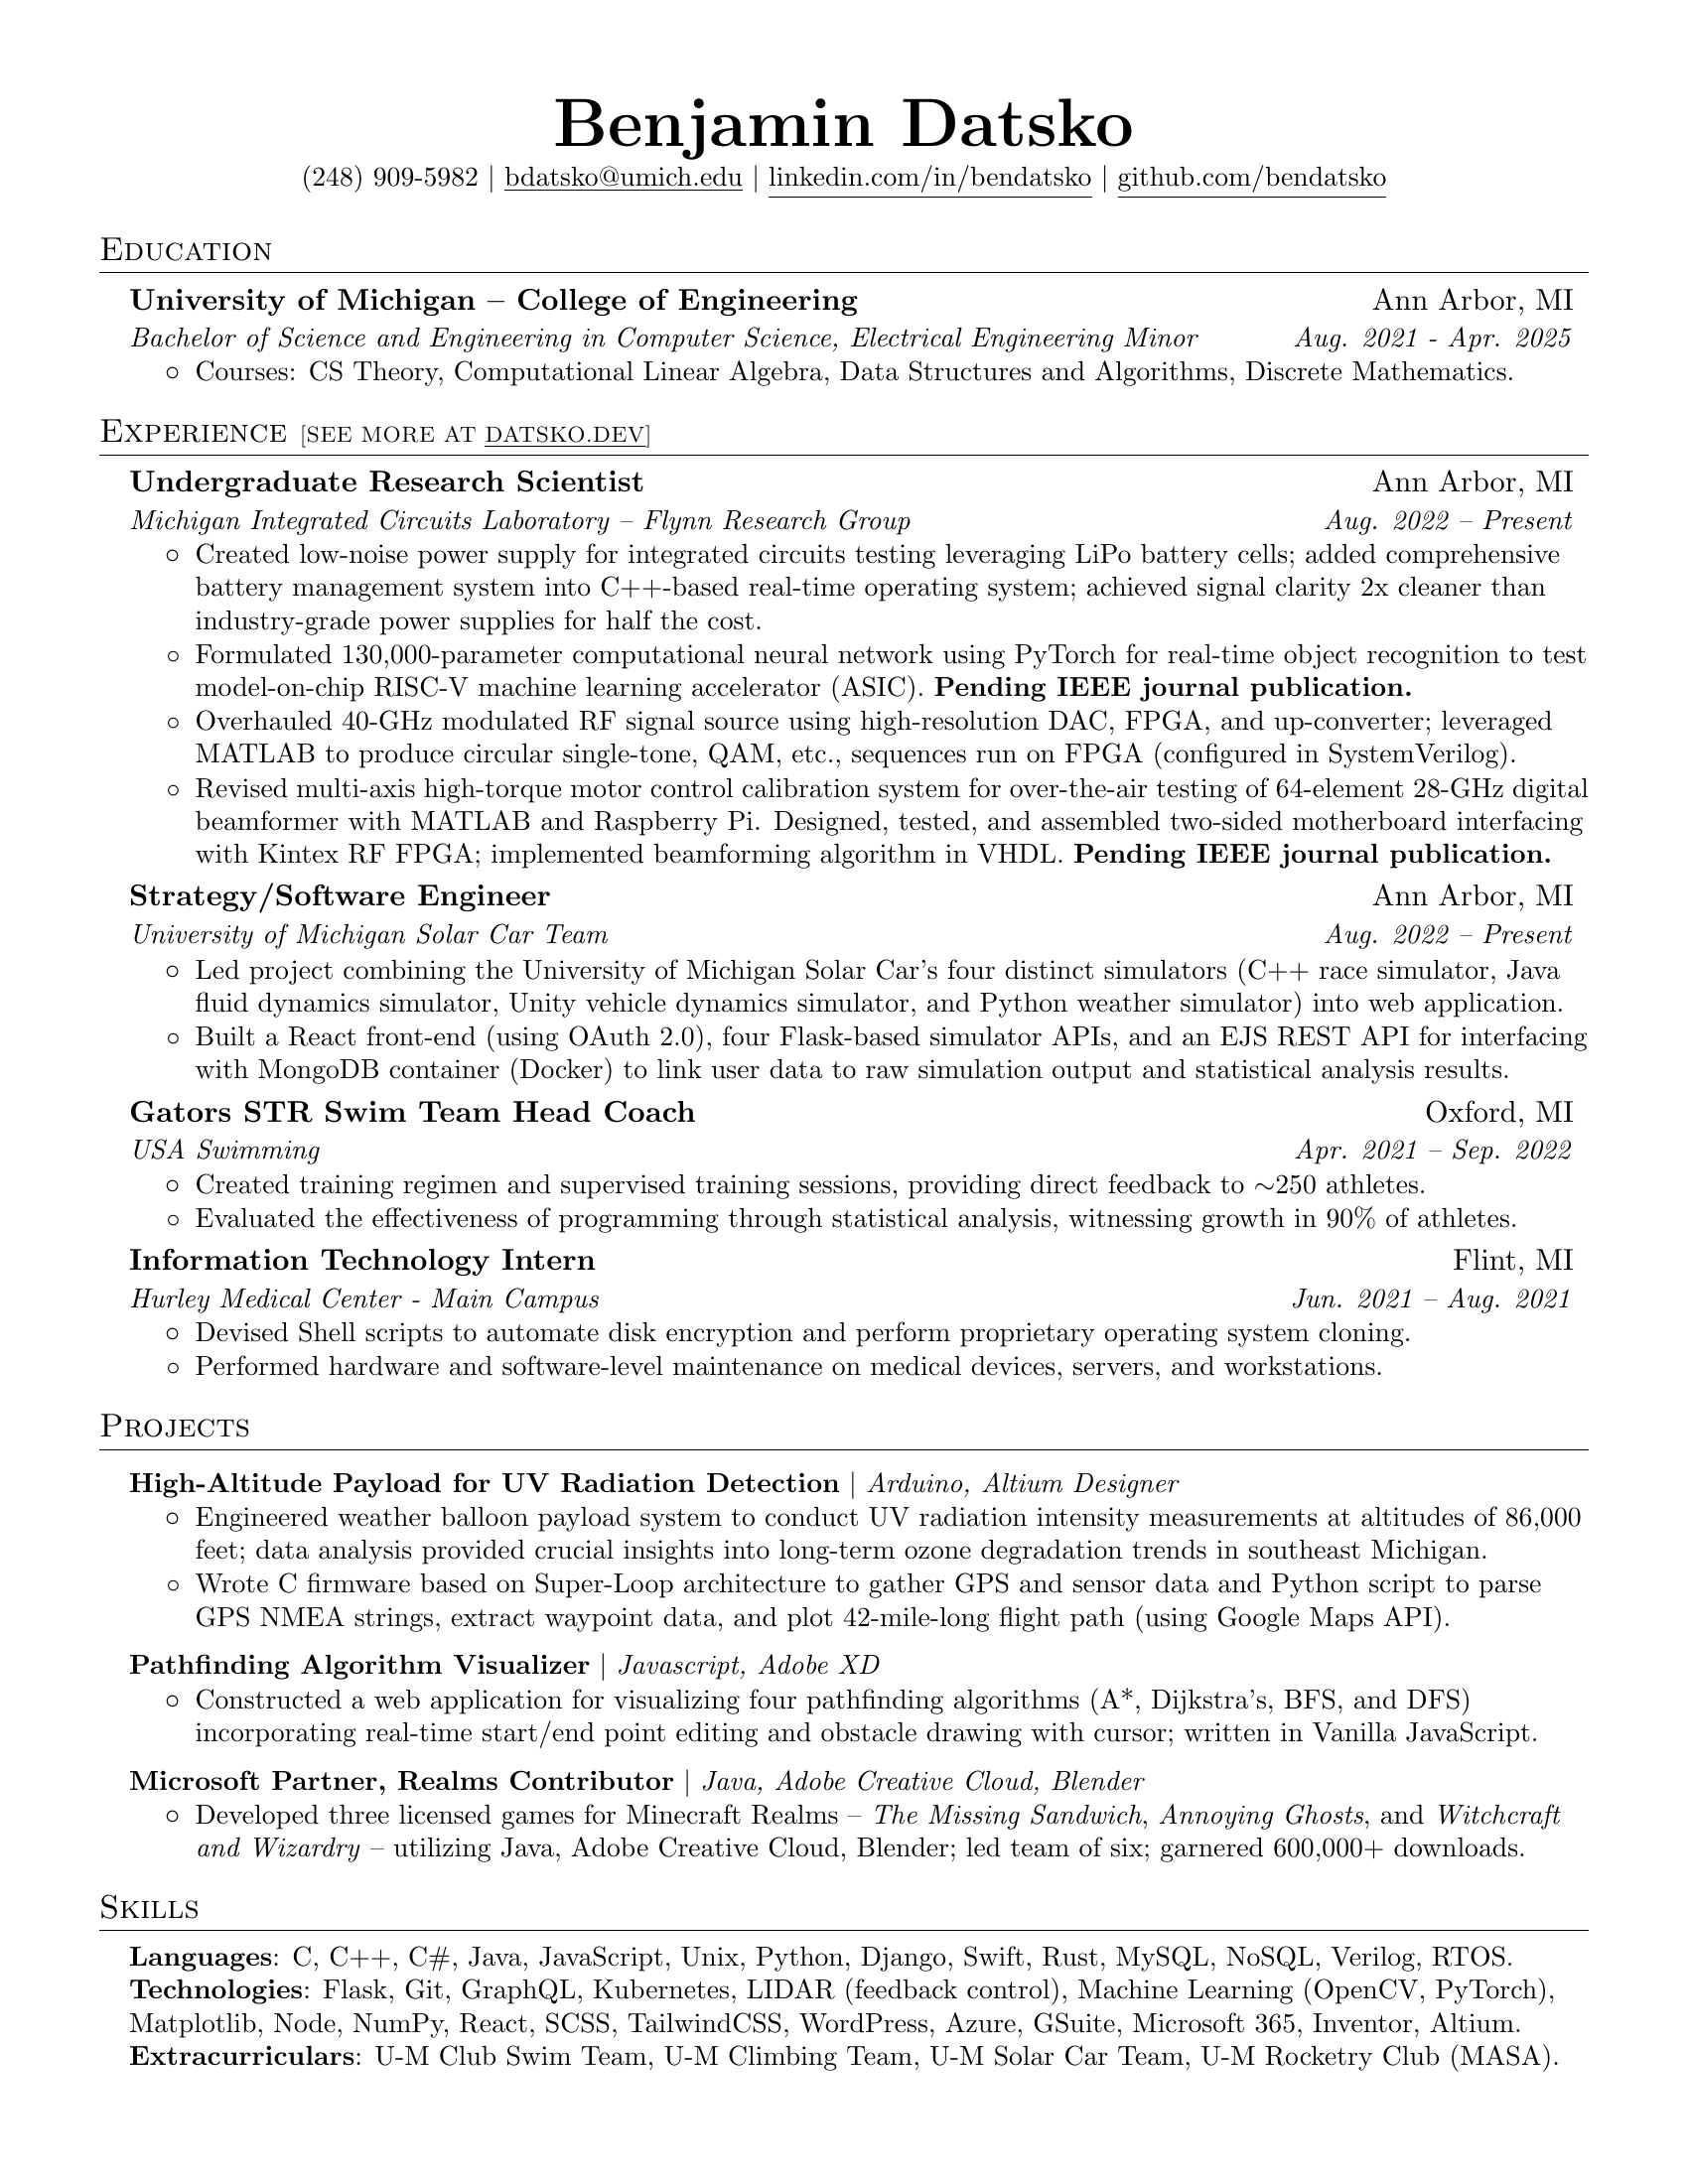 Benjamin Datsko
(248) 909-5982 | bdatsko@umich.edu | linkedin.com/in/bendatsko | github.com/bendatsko
Education
University of Michigan – College of Engineering Ann Arbor, MI
Bachelor of Science and Engineering in Computer Science, Electrical Engineering Minor Aug. 2021 - Apr. 2025
◦ Courses: CS Theory, Computational Linear Algebra, Data Structures and Algorithms, Discrete Mathematics.
Experience [see more at datsko.dev]
Undergraduate Research Scientist Ann Arbor, MI
Michigan Integrated Circuits Laboratory – Flynn Research Group Aug. 2022 – Present
◦ Created low-noise power supply for integrated circuits testing leveraging LiPo battery cells; added comprehensive
battery management system into C++-based real-time operating system; achieved signal clarity 2x cleaner than
industry-grade power supplies for half the cost.
◦ Formulated 130,000-parameter computational neural network using PyTorch for real-time object recognition to test
model-on-chip RISC-V machine learning accelerator (ASIC). Pending IEEE journal publication.
◦ Overhauled 40-GHz modulated RF signal source using high-resolution DAC, FPGA, and up-converter; leveraged
MATLAB to produce circular single-tone, QAM, etc., sequences run on FPGA (configured in SystemVerilog).
◦ Revised multi-axis high-torque motor control calibration system for over-the-air testing of 64-element 28-GHz digital
beamformer with MATLAB and Raspberry Pi. Designed, tested, and assembled two-sided motherboard interfacing
with Kintex RF FPGA; implemented beamforming algorithm in VHDL. Pending IEEE journal publication.
Strategy/Software Engineer Ann Arbor, MI
University of Michigan Solar Car Team Aug. 2022 – Present
◦ Led project combining the University of Michigan Solar Car's four distinct simulators (C++ race simulator, Java
fluid dynamics simulator, Unity vehicle dynamics simulator, and Python weather simulator) into web application.
◦ Built a React front-end (using OAuth 2.0), four Flask-based simulator APIs, and an EJS REST API for interfacing
with MongoDB container (Docker) to link user data to raw simulation output and statistical analysis results.
Gators STR Swim Team Head Coach Oxford, MI
USA Swimming Apr. 2021 – Sep. 2022
◦ Created training regimen and supervised training sessions, providing direct feedback to ~250 athletes.
◦ Evaluated the effectiveness of programming through statistical analysis, witnessing growth in 90% of athletes.
Information Technology Intern Flint, MI
Hurley Medical Center - Main Campus Jun. 2021 – Aug. 2021
◦ Devised Shell scripts to automate disk encryption and perform proprietary operating system cloning.
◦ Performed hardware and software-level maintenance on medical devices, servers, and workstations.
Projects
High-Altitude Payload for UV Radiation Detection | Arduino, Altium Designer
◦ Engineered weather balloon payload system to conduct UV radiation intensity measurements at altitudes of 86,000
feet; data analysis provided crucial insights into long-term ozone degradation trends in southeast Michigan.
◦ Wrote C firmware based on Super-Loop architecture to gather GPS and sensor data and Python script to parse
GPS NMEA strings, extract waypoint data, and plot 42-mile-long flight path (using Google Maps API).
Pathfinding Algorithm Visualizer | Javascript, Adobe XD
◦ Constructed a web application for visualizing four pathfinding algorithms (A*, Dijkstra's, BFS, and DFS)
incorporating real-time start/end point editing and obstacle drawing with cursor; written in Vanilla JavaScript.
Microsoft Partner, Realms Contributor | Java, Adobe Creative Cloud, Blender
◦ Developed three licensed games for Minecraft Realms – The Missing Sandwich, Annoying Ghosts, and Witchcraft
and Wizardry – utilizing Java, Adobe Creative Cloud, Blender; led team of six; garnered 600,000+ downloads.
Skills
Languages: C, C++, C#, Java, JavaScript, Unix, Python, Django, Swift, Rust, MySQL, NoSQL, Verilog, RTOS.
Technologies: Flask, Git, GraphQL, Kubernetes, LIDAR (feedback control), Machine Learning (OpenCV, PyTorch),
Matplotlib, Node, NumPy, React, SCSS, TailwindCSS, WordPress, Azure, GSuite, Microsoft 365, Inventor, Altium.
Extracurriculars: U-M Club Swim Team, U-M Climbing Team, U-M Solar Car Team, U-M Rocketry Club (MASA).